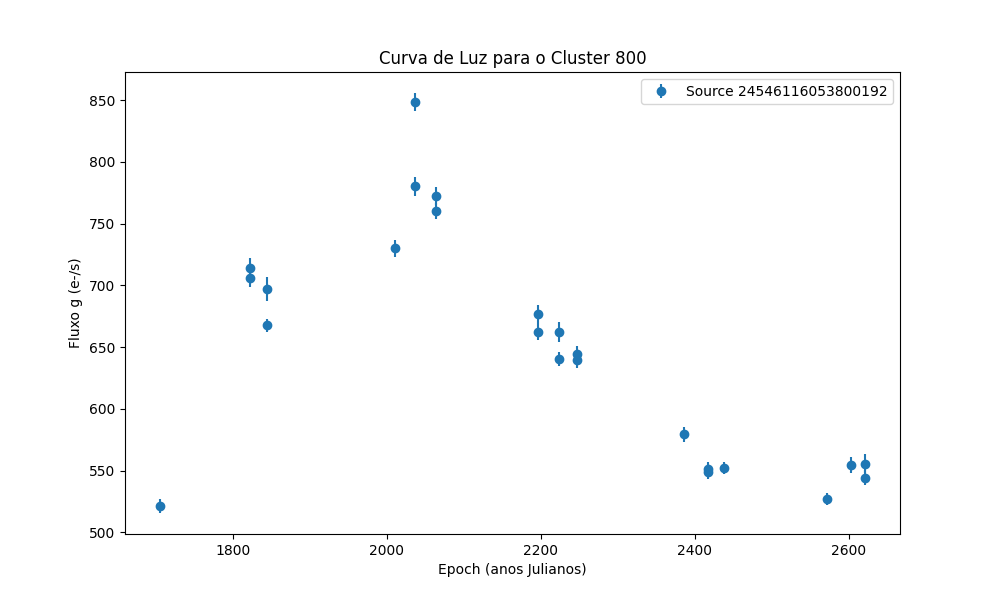 Curva de Luz para o Cluster 800
Source 24546116053800192
Fluxo g (e-/s)
850
800
750
700
650
600
550
500
1800 2000 2200 2400 2600
Epoch (anos Julianos)